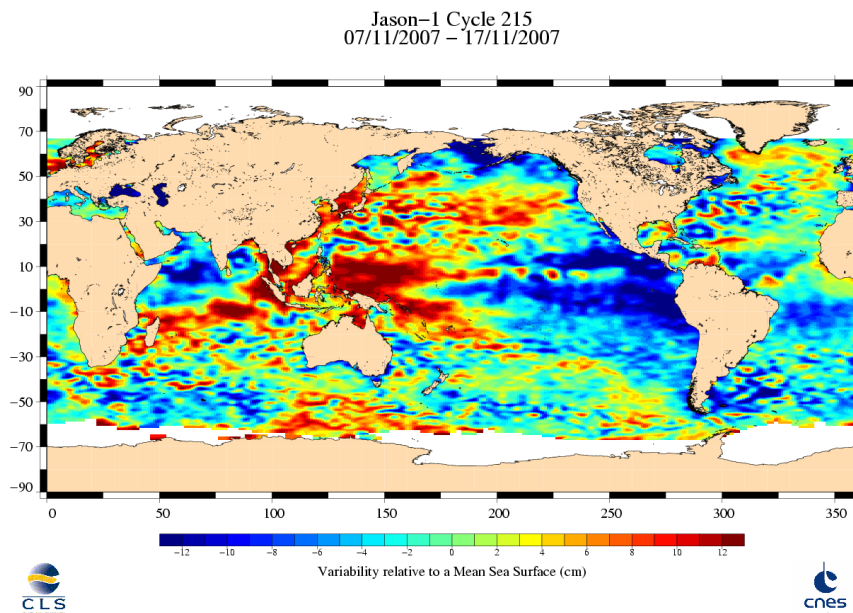 Jason-1 Cycle 215
07/11/2007 - 17/11/2007
90
70
50
30
10
-10
-30
-50
-70
-90
0 50 100 150 200 250 300 350
-12 -10 -8 -6 -4 -2 0 2 4 6 8 10 12
Variability relative to a Mean Sea Surface (cm)
CLS
cnes